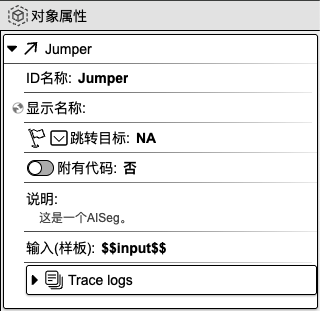 对象属性
Jumper
ID名称: Jumper
显示名称:
跳转目标: NA
附有代码: 否
说明:
这是一个AISeg。
输入(样板): $$input$$
Trace logs